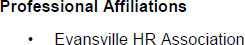 Professional Affiliations
• Evansville HR Association